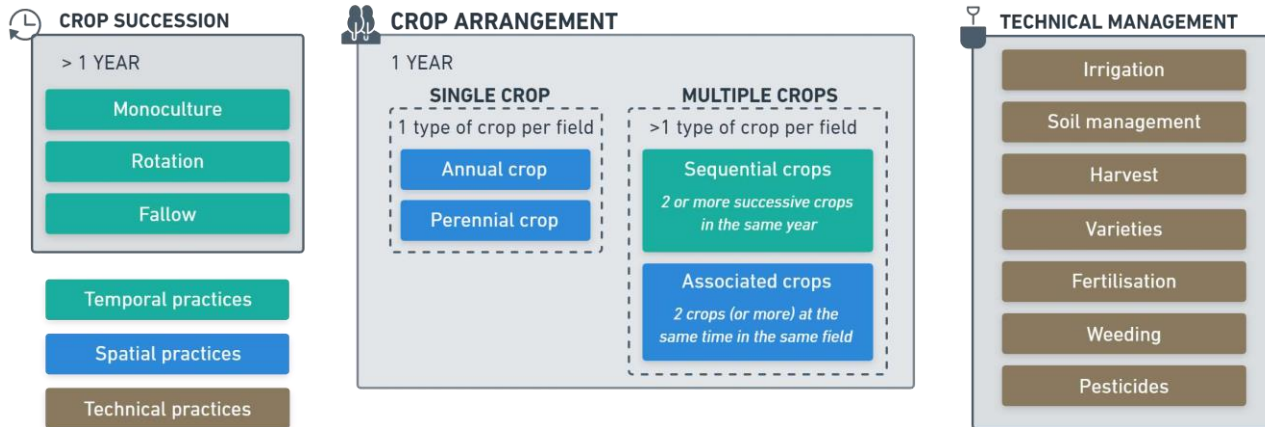 CROP SUCCESSION
> 1 YEAR
Monoculture
Rotation
Fallow
Temporal practices
Spatial practices
Technical practices
CROP ARRANGEMENT
1 YEAR
SINGLE CROP
1 type of crop per field
Annual crop
Perennial crop
MULTIPLE CROPS
>1 type of crop per field
Sequential crops
2 or more successive crops
in the same year
Associated crops
2 crops (or more) at the
same time in the same field
TECHNICAL MANAGEMENT
Irrigation
Soil management
Harvest
Varieties
Fertilisation
Weeding
Pesticides